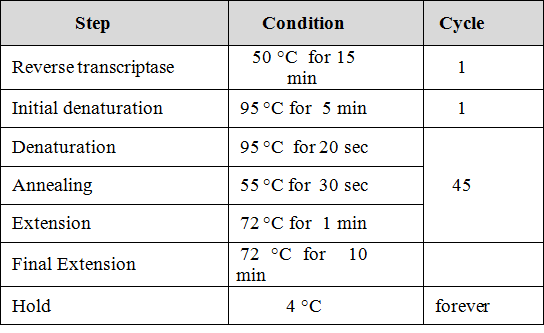 Step Condition Cycle
Reverse transcriptase 50 °C for 15 min 1
Initial denaturation 95 °C for 5 min 1
Denaturation 95 °C for 20 sec 45
Annealing 55 °C for 30 sec
Extension 72 °C for 1 min
Final Extension 72 °C for 10 min
Hold 4 °C forever